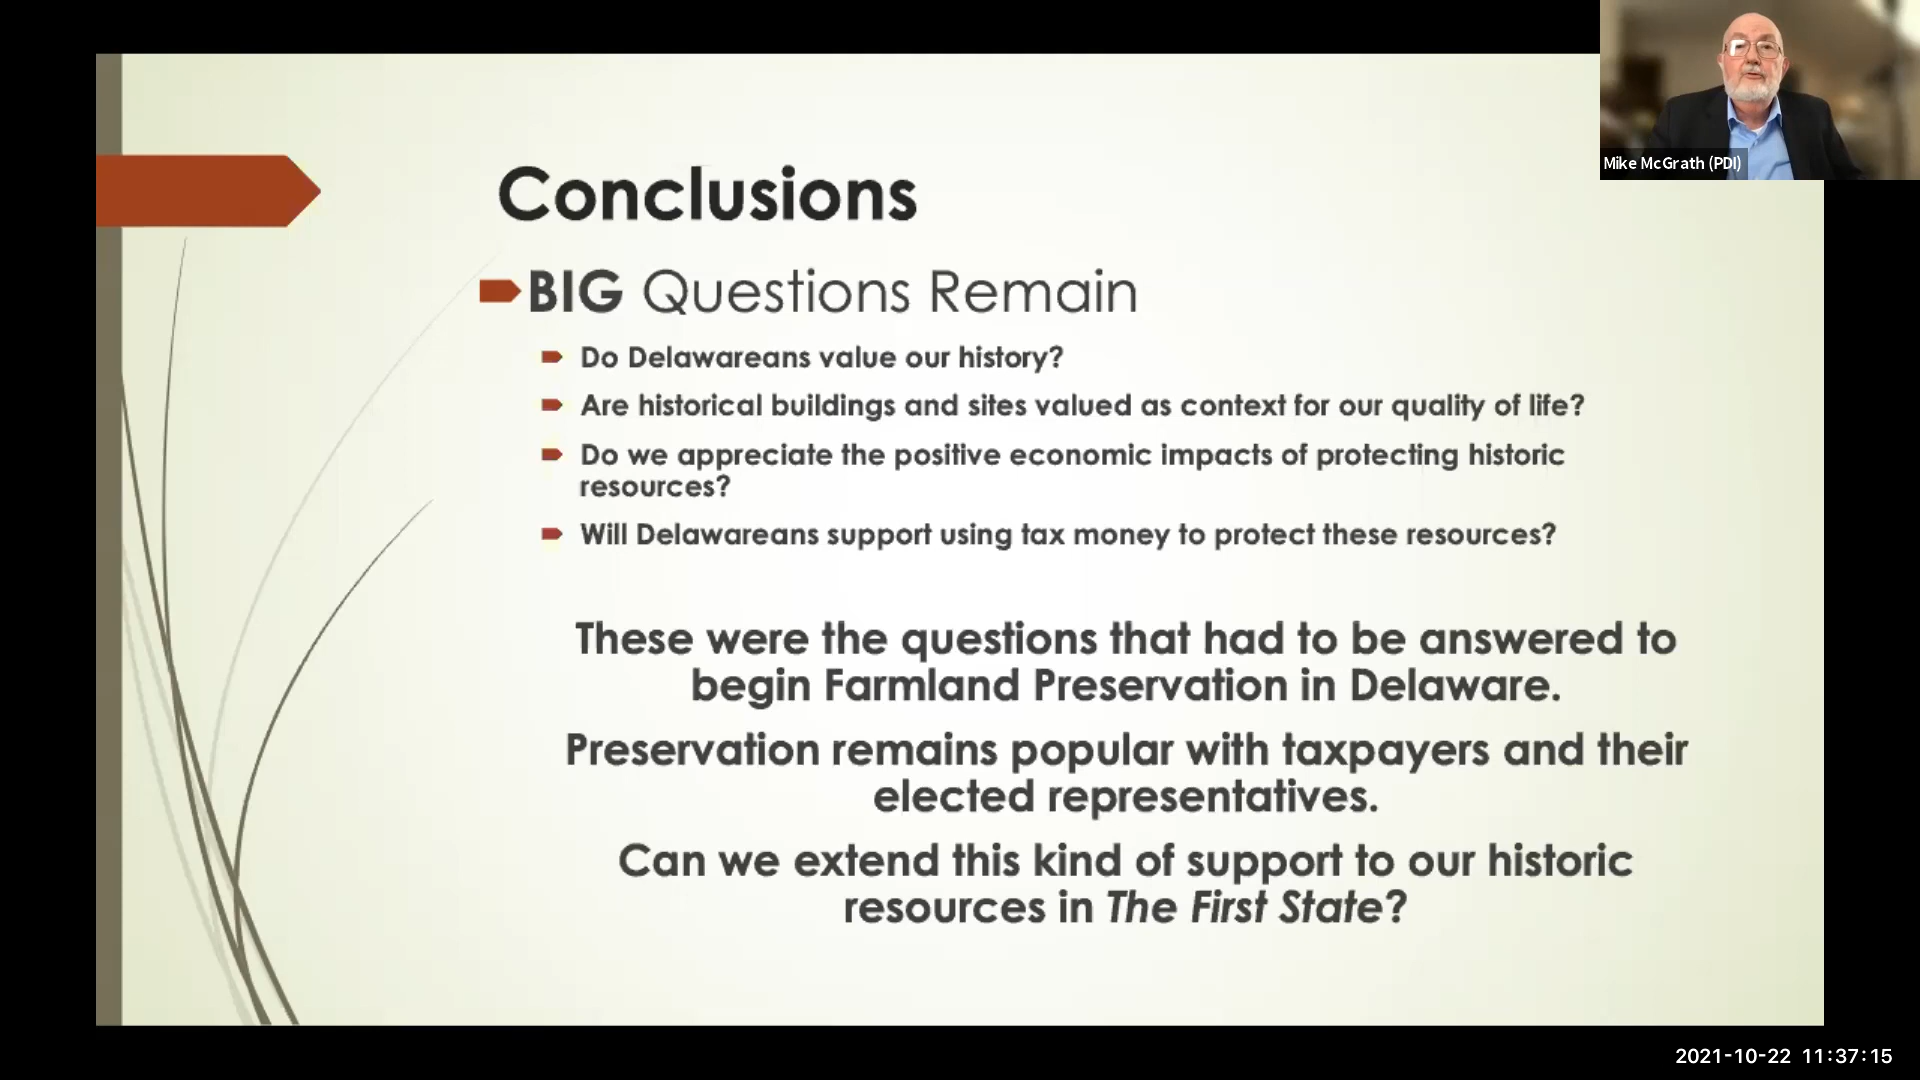 Mike McGrath (PDI)
Conclusions
BIG Questions Remain
Do Delawareans value our history?
Are historical buildings and sites valued as context for our quality of life?
Do we appreciate the positive economic impacts of protecting historic
resources?
Will Delawareans support using tax money to protect these resources?
These were the questions that had to be answered to
begin Farmland Preservation in Delaware.
Preservation remains popular with taxpayers and their
elected representatives.
Can we extend this kind of support to our historic
resources in The First State?
2021-10-22 11:37:15